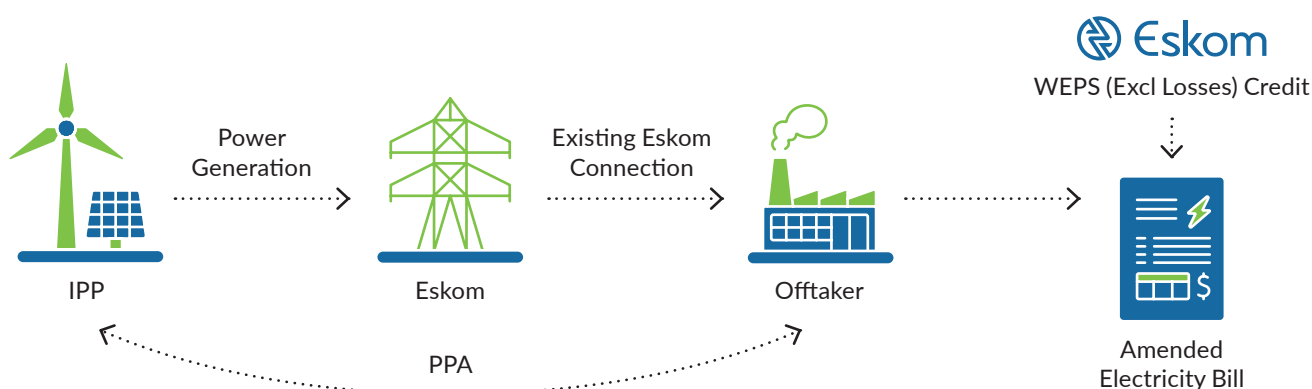 Eskom
WEPS (Excl Losses) Credit
Power
Generation
Existing Eskom
Connection
$
IPP
Eskom
Offtaker
PPA
Amended
Electricity Bill